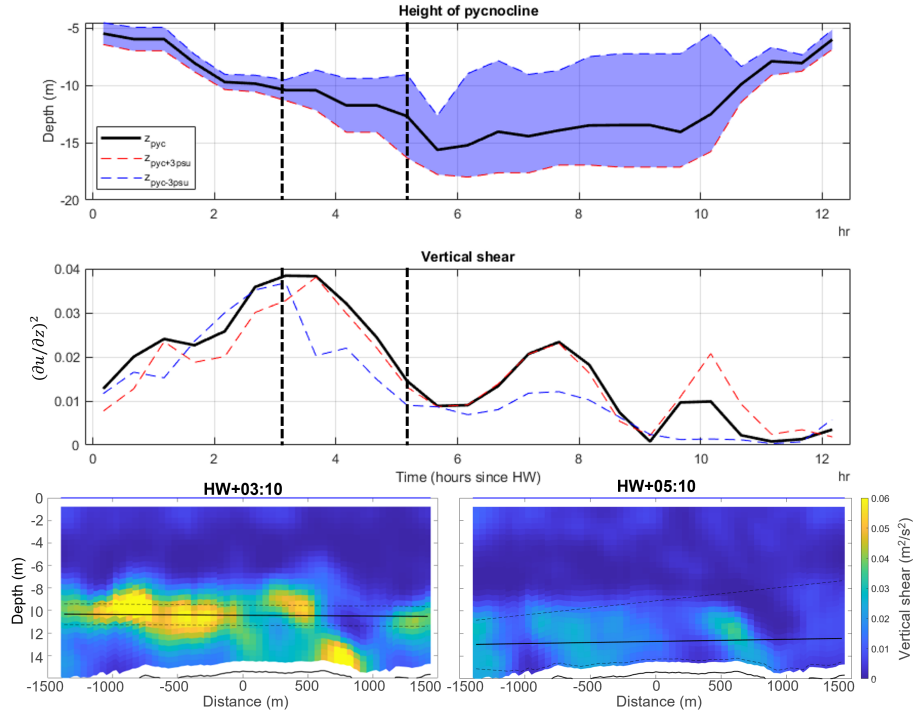 Height of pycnocline
Depth (m)
-5
-10
-15
-20
z_pyc
z_pyc+3psu
z_pyc-3psu
0 2 4 6 8 10 12
hr
Vertical shear
(∂u/∂z)²
0.04
0.03
0.02
0.01
0
0 2 4 6 8 10 12
Time (hours since HW)
hr
HW+03:10
Depth (m)
0
-2
-4
-6
-8
10
12
14
-1500 -1000 -500 0 500 1000 1500
Distance (m)
HW+05:10
-1500 -1000 -500 0 500 1000 1500
Distance (m)
0.06
0.05
0.04
0.03
0.02
0.01
0
Vertical shear (m²/s²)